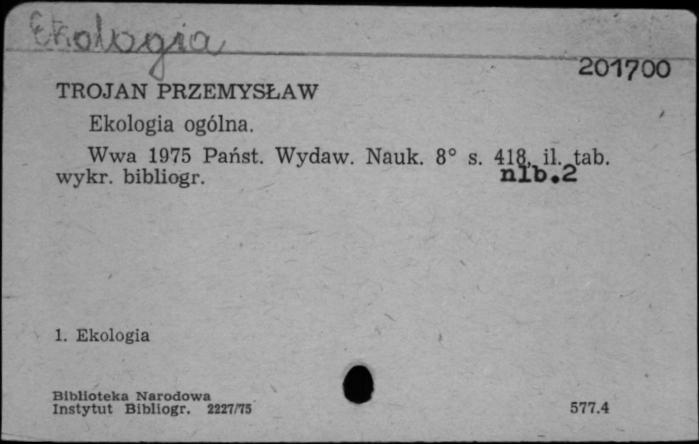 Ekologia
201700
TROJAN PRZEMYSŁAW
Ekologia ogólna.
Wwa 1975 Państ. Wydaw. Nauk. 8° s. 418, il. tab.
wykr. bibliogr. nlb.2
1. Ekologia
Biblioteka Narodowa
Instytut Bibliogr. 2227/75 577.4